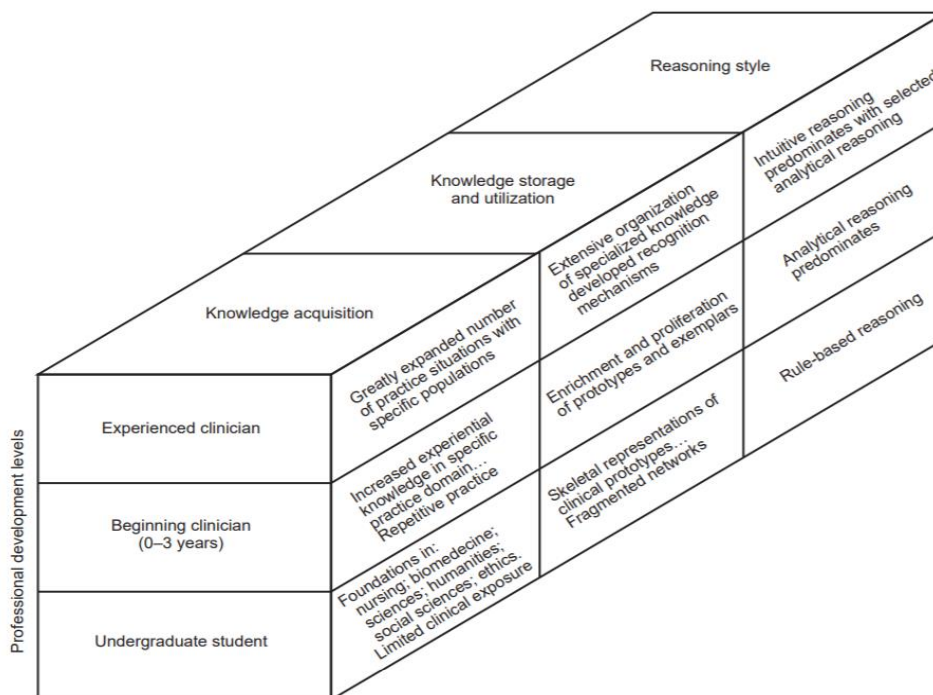 Reasoning style
Knowledge storage
and utilization
Knowledge acquisition
Professional development levels
Experienced clinician
Greatly expanded number
of practice situations with
specific populations
Extensive organization
of specialized knowledge
developed recognition
mechanisms
Intuitive reasoning
predominates with selected
analytical reasoning
Beginning clinician
(0–3 years)
Increased experiential
knowledge in specific
practice domain…
Repetitive practice
Enrichment and proliferation
of prototypes and exemplars
Analytical reasoning
predominates
Undergraduate student
Foundations in:
nursing; biomedecine;
sciences; humanities;
social sciences; ethics.
Limited clinical exposure
Skeletal representations of
clinical prototypes…
Fragmented networks
Rule-based reasoning